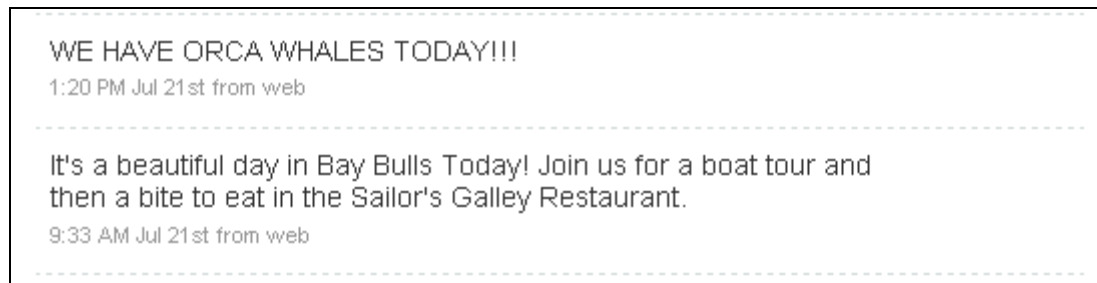 WE HAVE ORCA WHALES TODAY!!!
1:20 PM Jul 21st from web
It's a beautiful day in Bay Bulls Today! Join us for a boat tour and
then a bite to eat in the Sailor's Galley Restaurant.
9:33 AM Jul 21st from web